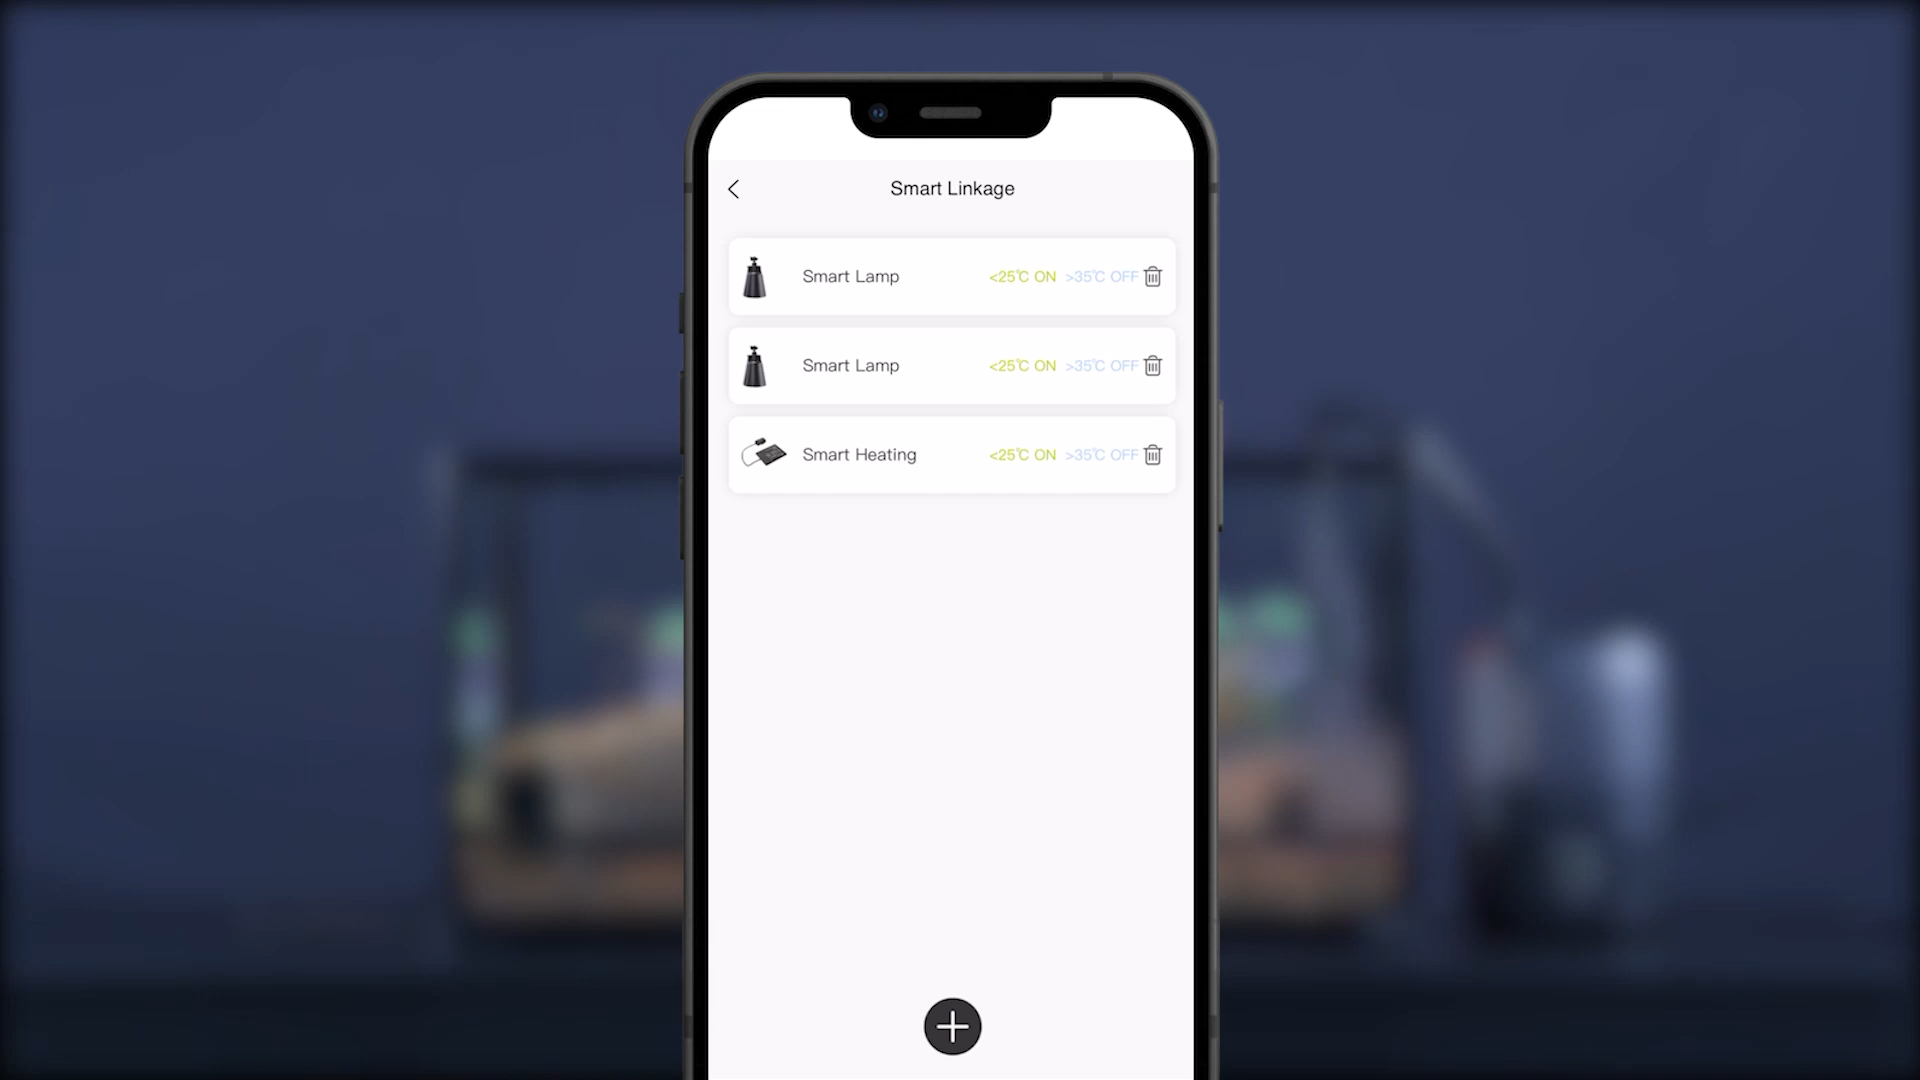 Smart Linkage
Smart Lamp <25℃ ON >35℃ OFF
Smart Lamp <25℃ ON >35℃ OFF
Smart Heating <25℃ ON >35℃ OFF